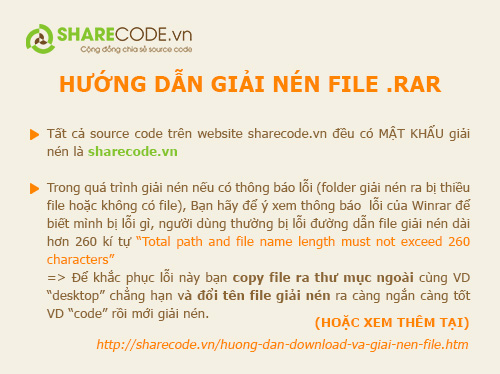 SHARECODE.vn
Cộng đồng chia sẻ source code
HƯỚNG DẪN GIẢI NÉN FILE .RAR
Tất cả source code trên website sharecode.vn đều có MẬT KHẨU giải
nén là sharecode.vn
Trong quá trình giải nén nếu có thông báo lỗi (folder giải nén ra bị thiều
file hoặc không có file), Bạn hãy để ý xem thông báo lỗi của Winrar để
biết mình bị lỗi gì, người dùng thường bị lỗi đường dẫn file giải nén dài
hơn 260 kí tự "Total path and file name length must not exceed 260
characters"
=> Để khắc phục lỗi này bạn copy file ra thư mục ngoài cùng VD
"desktop" chẳng hạn và đổi tên file giải nén ra càng ngắn càng tốt
VD "code" rồi mới giải nén.
(HOẶC XEM THÊM TẠI)
http://sharecode.vn/huong-dan-download-va-giai-nen-file.htm